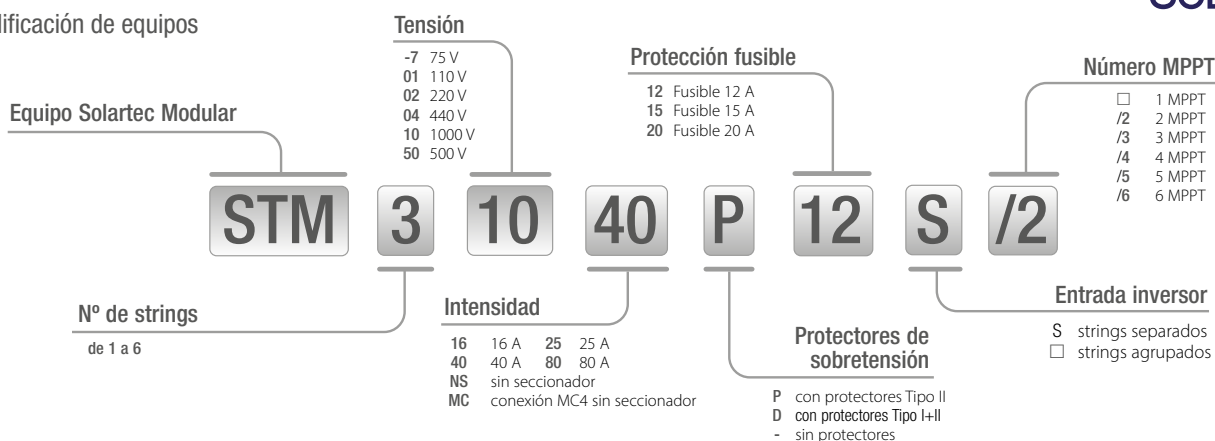 ificación de equipos
Equipo Solartec Modular
Tensión
-7 75 V
01 110 V
02 220 V
04 440 V
10 1000 V
50 500 V
Protección fusible
12 Fusible 12 A
15 Fusible 15 A
20 Fusible 20 A
Número MPPT
□ 1 MPPT
/2 2 MPPT
/3 3 MPPT
/4 4 MPPT
/5 5 MPPT
/6 6 MPPT
STM 3 10 40 P 12 S /2
Nº de strings
de 1 a 6
Intensidad
16 16 A 25 25 A
40 40 A 80 80 A
NS sin seccionador
MC conexión MC4 sin seccionador
Protectores de
sobretensión
P con protectores Tipo II
D con protectores Tipo I+II
- sin protectores
Entrada inversor
S strings separados
□ strings agrupados